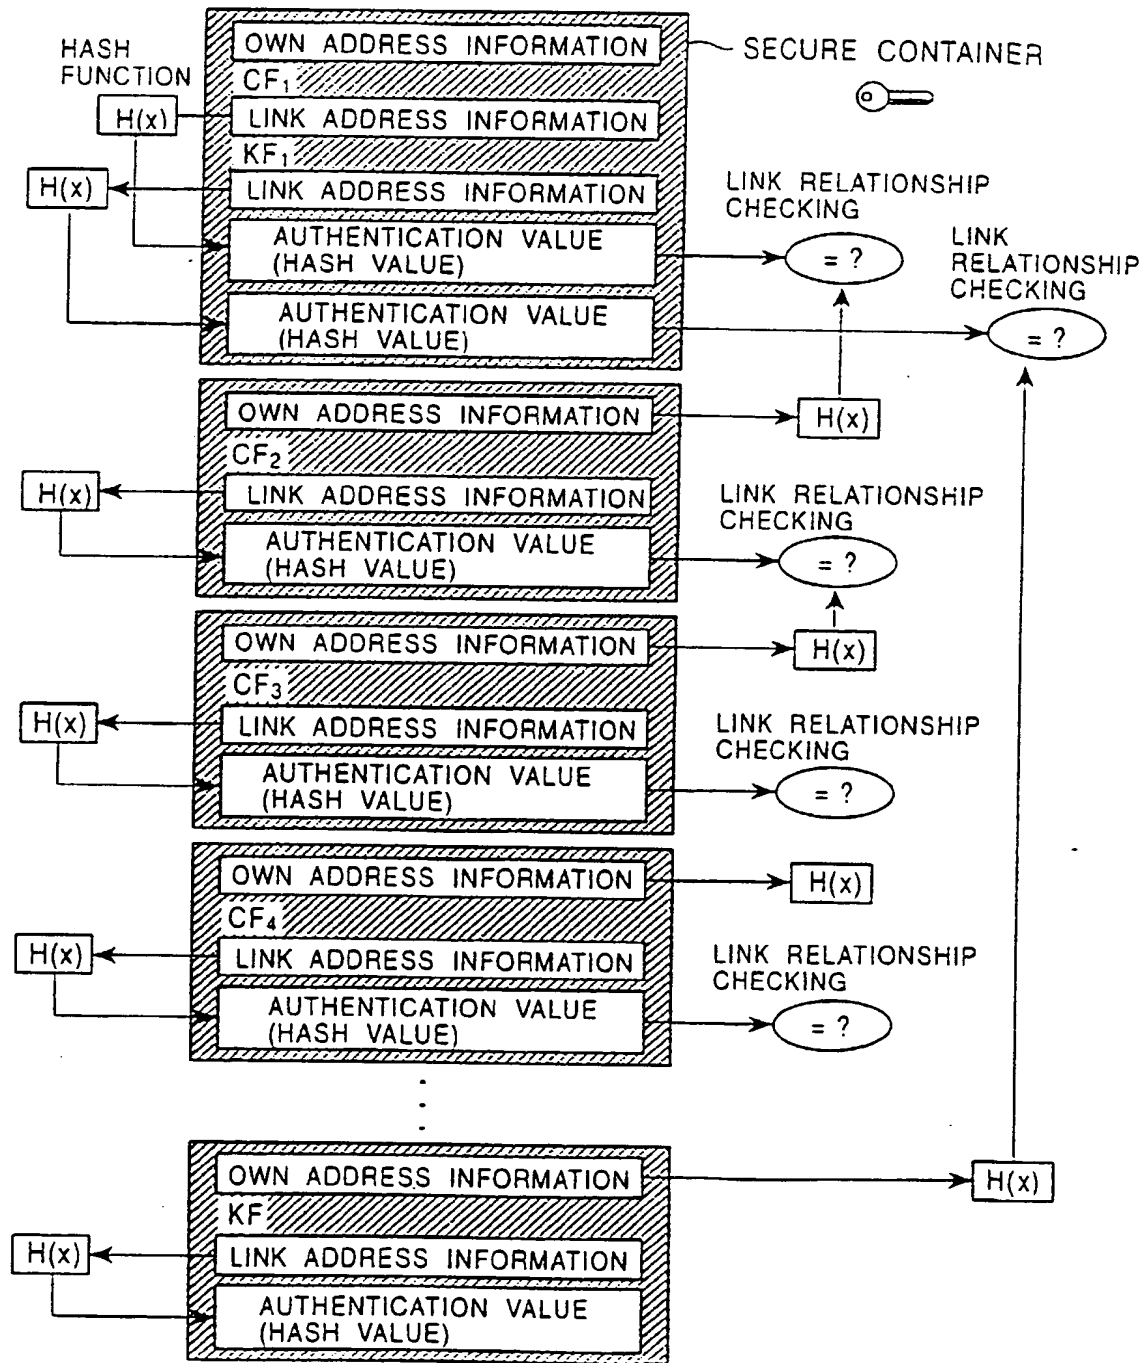 HASH
FUNCTION
OWN ADDRESS INFORMATION
SECURE CONTAINER
CF1
H(x)
LINK ADDRESS INFORMATION
KF1
H(x)
LINK ADDRESS INFORMATION
LINK RELATIONSHIP
CHECKING
AUTHENTICATION VALUE
(HASH VALUE)
= ?
LINK
RELATIONSHIP
CHECKING
AUTHENTICATION VALUE
(HASH VALUE)
= ?
OWN ADDRESS INFORMATION
H(x)
CF2
H(x)
LINK ADDRESS INFORMATION
LINK RELATIONSHIP
CHECKING
AUTHENTICATION VALUE
(HASH VALUE)
= ?
OWN ADDRESS INFORMATION
H(x)
CF3
H(x)
LINK ADDRESS INFORMATION
LINK RELATIONSHIP
CHECKING
AUTHENTICATION VALUE
(HASH VALUE)
= ?
OWN ADDRESS INFORMATION
H(x)
CF4
H(x)
LINK ADDRESS INFORMATION
LINK RELATIONSHIP
CHECKING
AUTHENTICATION VALUE
(HASH VALUE)
= ?
OWN ADDRESS INFORMATION
H(x)
KF
H(x)
LINK ADDRESS INFORMATION
AUTHENTICATION VALUE
(HASH VALUE)